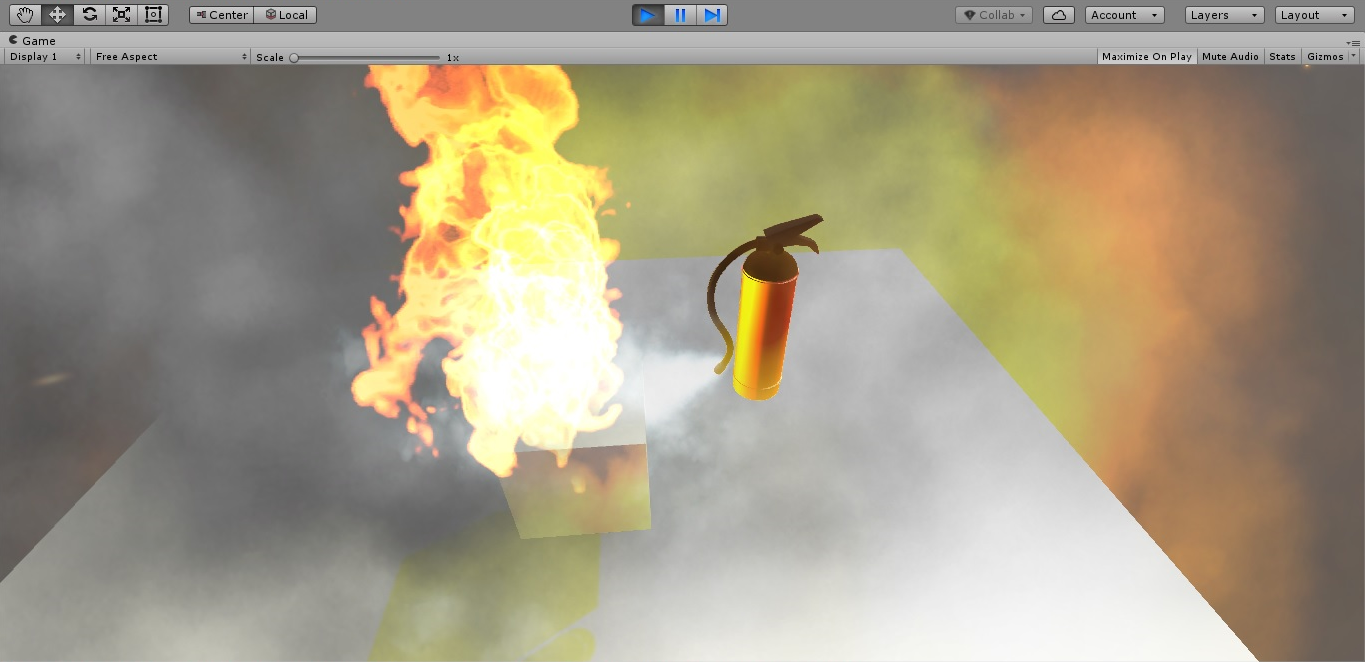 Center Local Collab Account Layers Layout
Game
Display 1 Free Aspect Scale 1x Maximize On Play Mute Audio Stats Gizmos